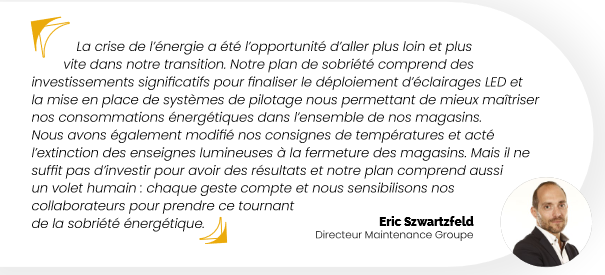 La crise de l’énergie a été l’opportunité d’aller plus loin et plus
vite dans notre transition. Notre plan de sobriété comprend des
investissements significatifs pour finaliser le déploiement d’éclairages LED et
la mise en place de systèmes de pilotage nous permettant de mieux maîtriser
nos consommations énergétiques dans l’ensemble de nos magasins.
Nous avons également modifié nos consignes de températures et acté
l’extinction des enseignes lumineuses à la fermeture des magasins. Mais il ne
suffit pas d’investir pour avoir des résultats et notre plan comprend aussi
un volet humain : chaque geste compte et nous sensibilisons nos
collaborateurs pour prendre ce tournant
de la sobriété énergétique.
Eric Szwartzfeld
Directeur Maintenance Groupe